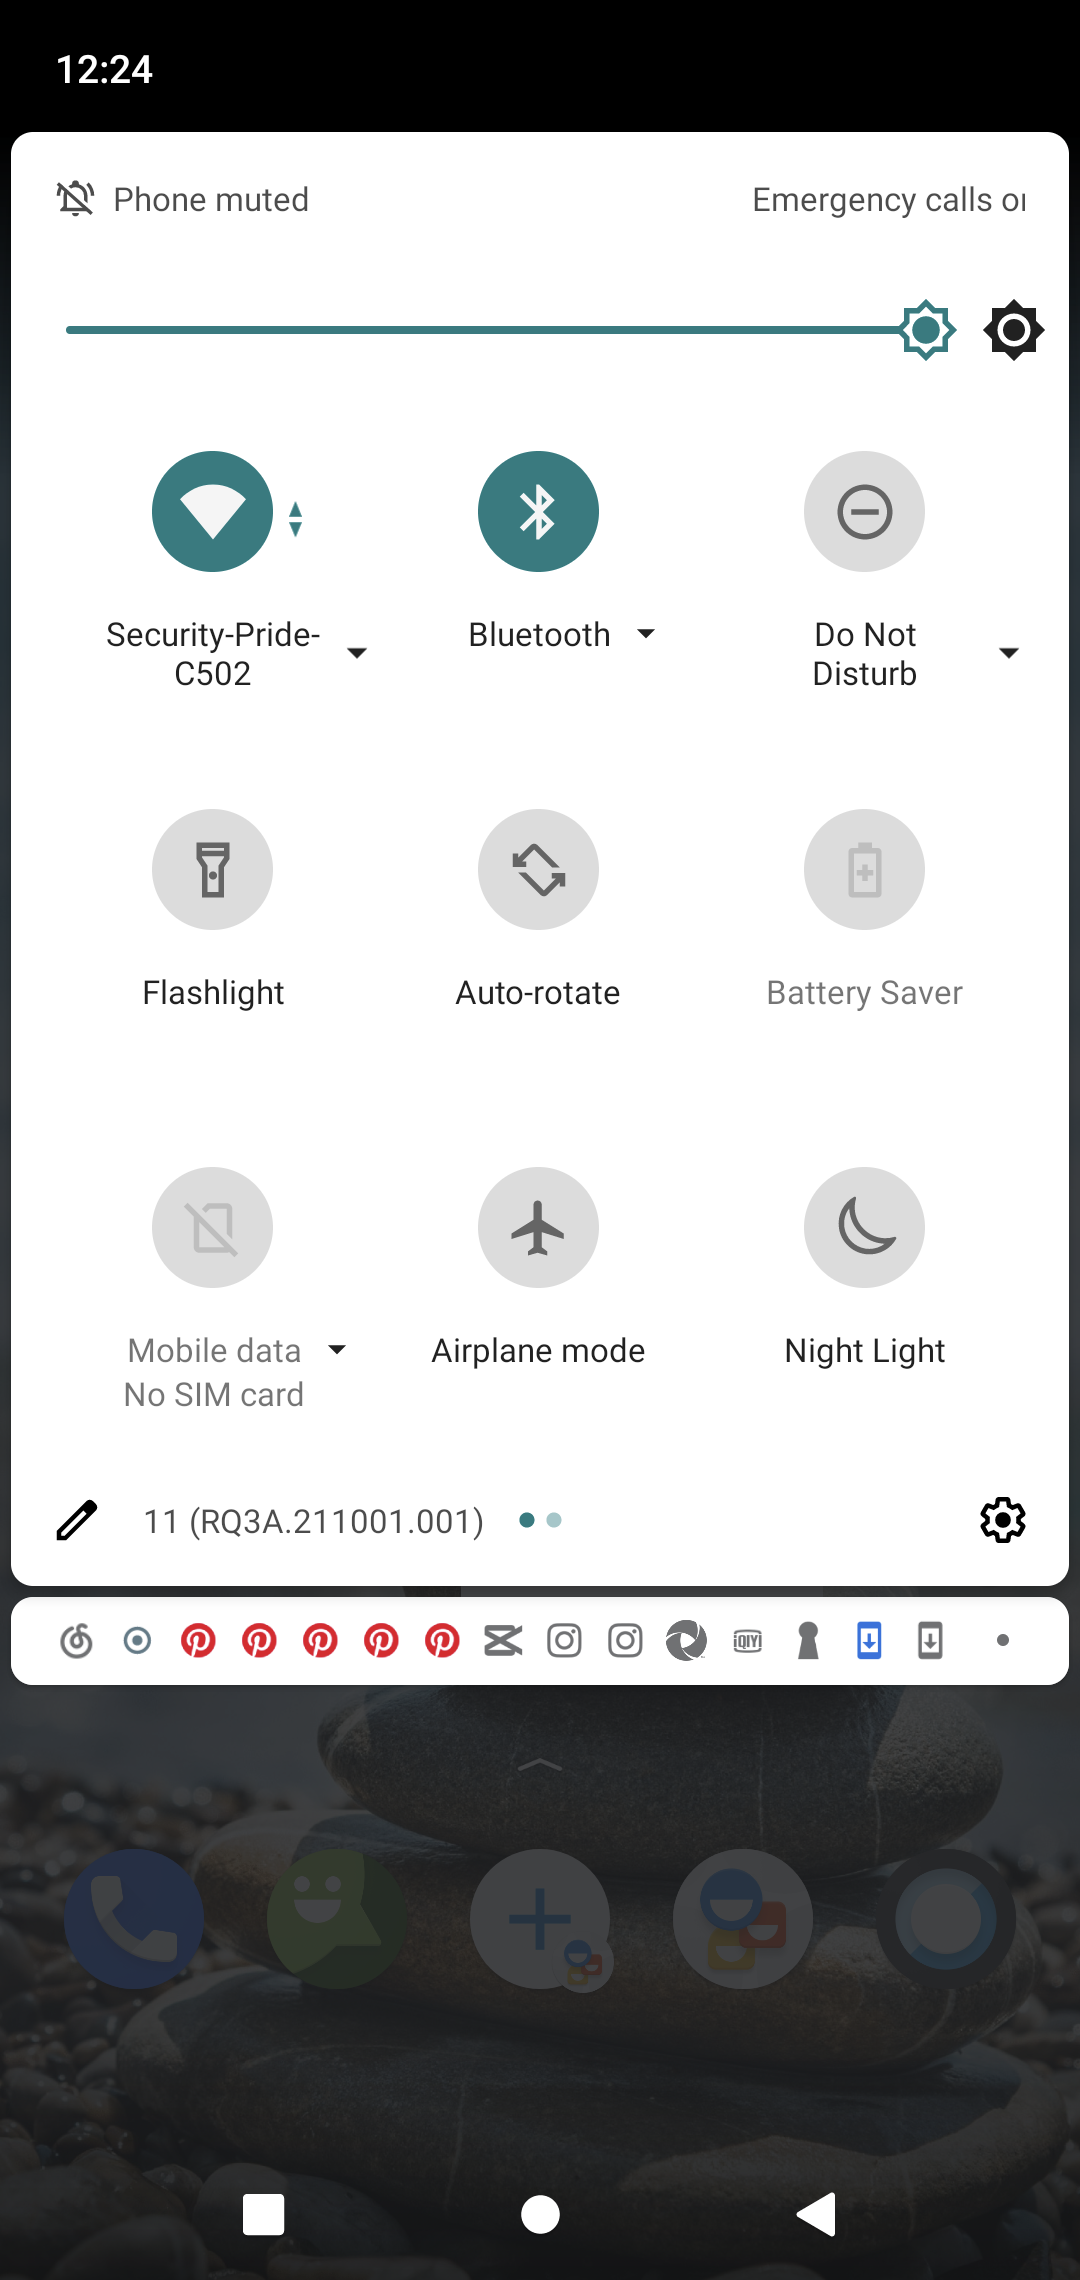 12:24
Phone muted
Emergency calls or
Security-Pride-
C502
Bluetooth
Do Not
Disturb
Flashlight
Auto-rotate
Battery Saver
Mobile data
No SIM card
Airplane mode
Night Light
11 (RQ3A.211001.001)
iQIYI